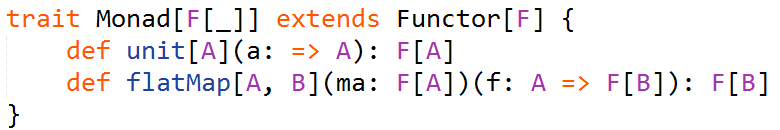 trait Monad[F[_]] extends Functor[F] {
    def unit[A](a: => A): F[A]
    def flatMap[A, B](ma: F[A])(f: A => F[B]): F[B]
}